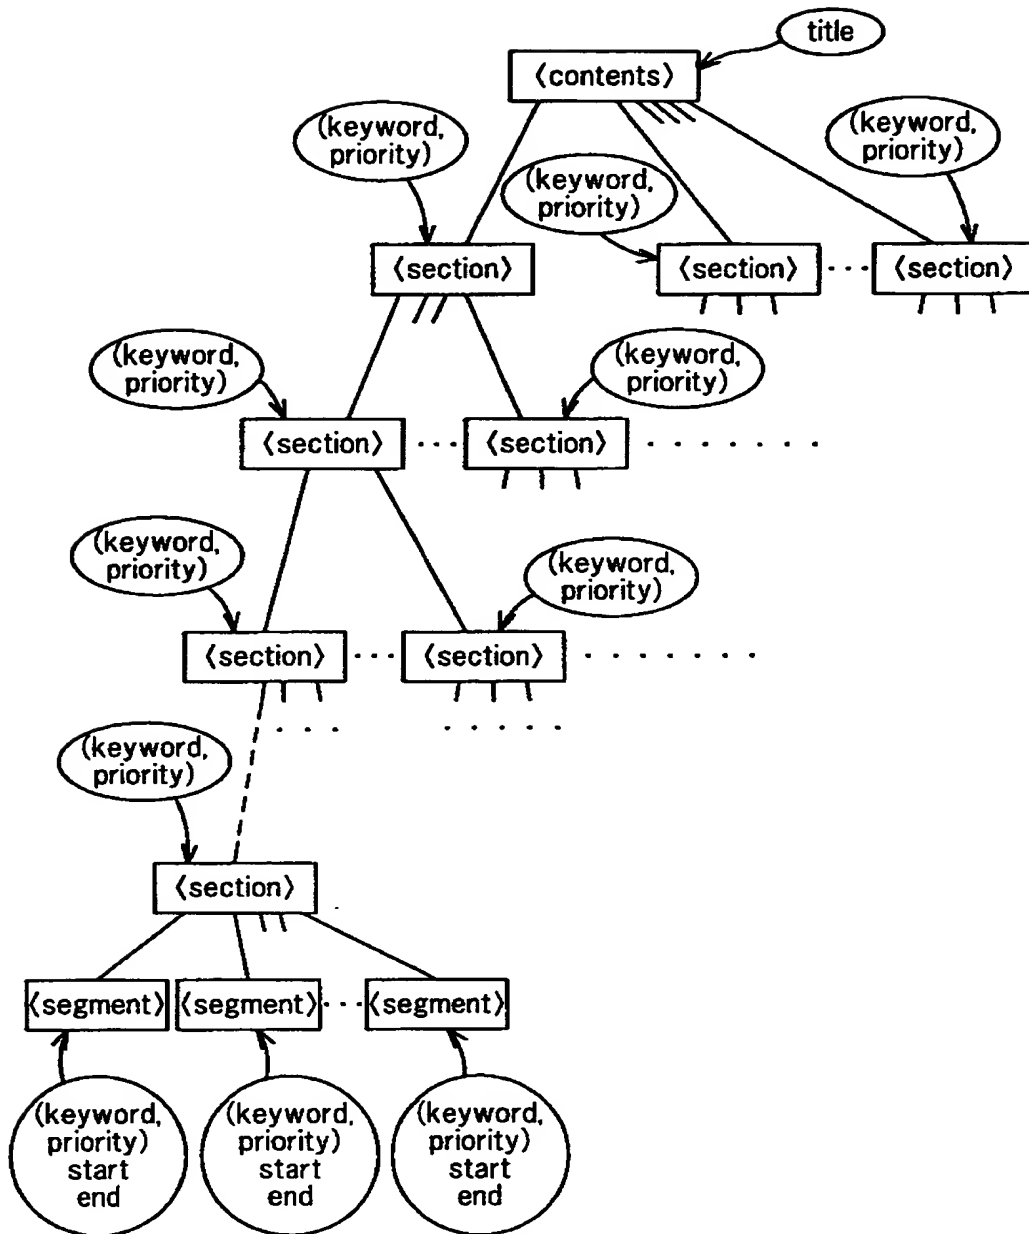 title
〈contents〉
(keyword,
priority)
(keyword,
priority)
(keyword,
priority)
〈section〉
〈section〉
〈section〉
(keyword,
priority)
(keyword,
priority)
〈section〉
〈section〉
(keyword,
priority)
(keyword,
priority)
〈section〉
〈section〉
(keyword,
priority)
〈section〉
〈segment〉
〈segment〉
〈segment〉
(keyword,
priority)
start
end
(keyword,
priority)
start
end
(keyword,
priority)
start
end